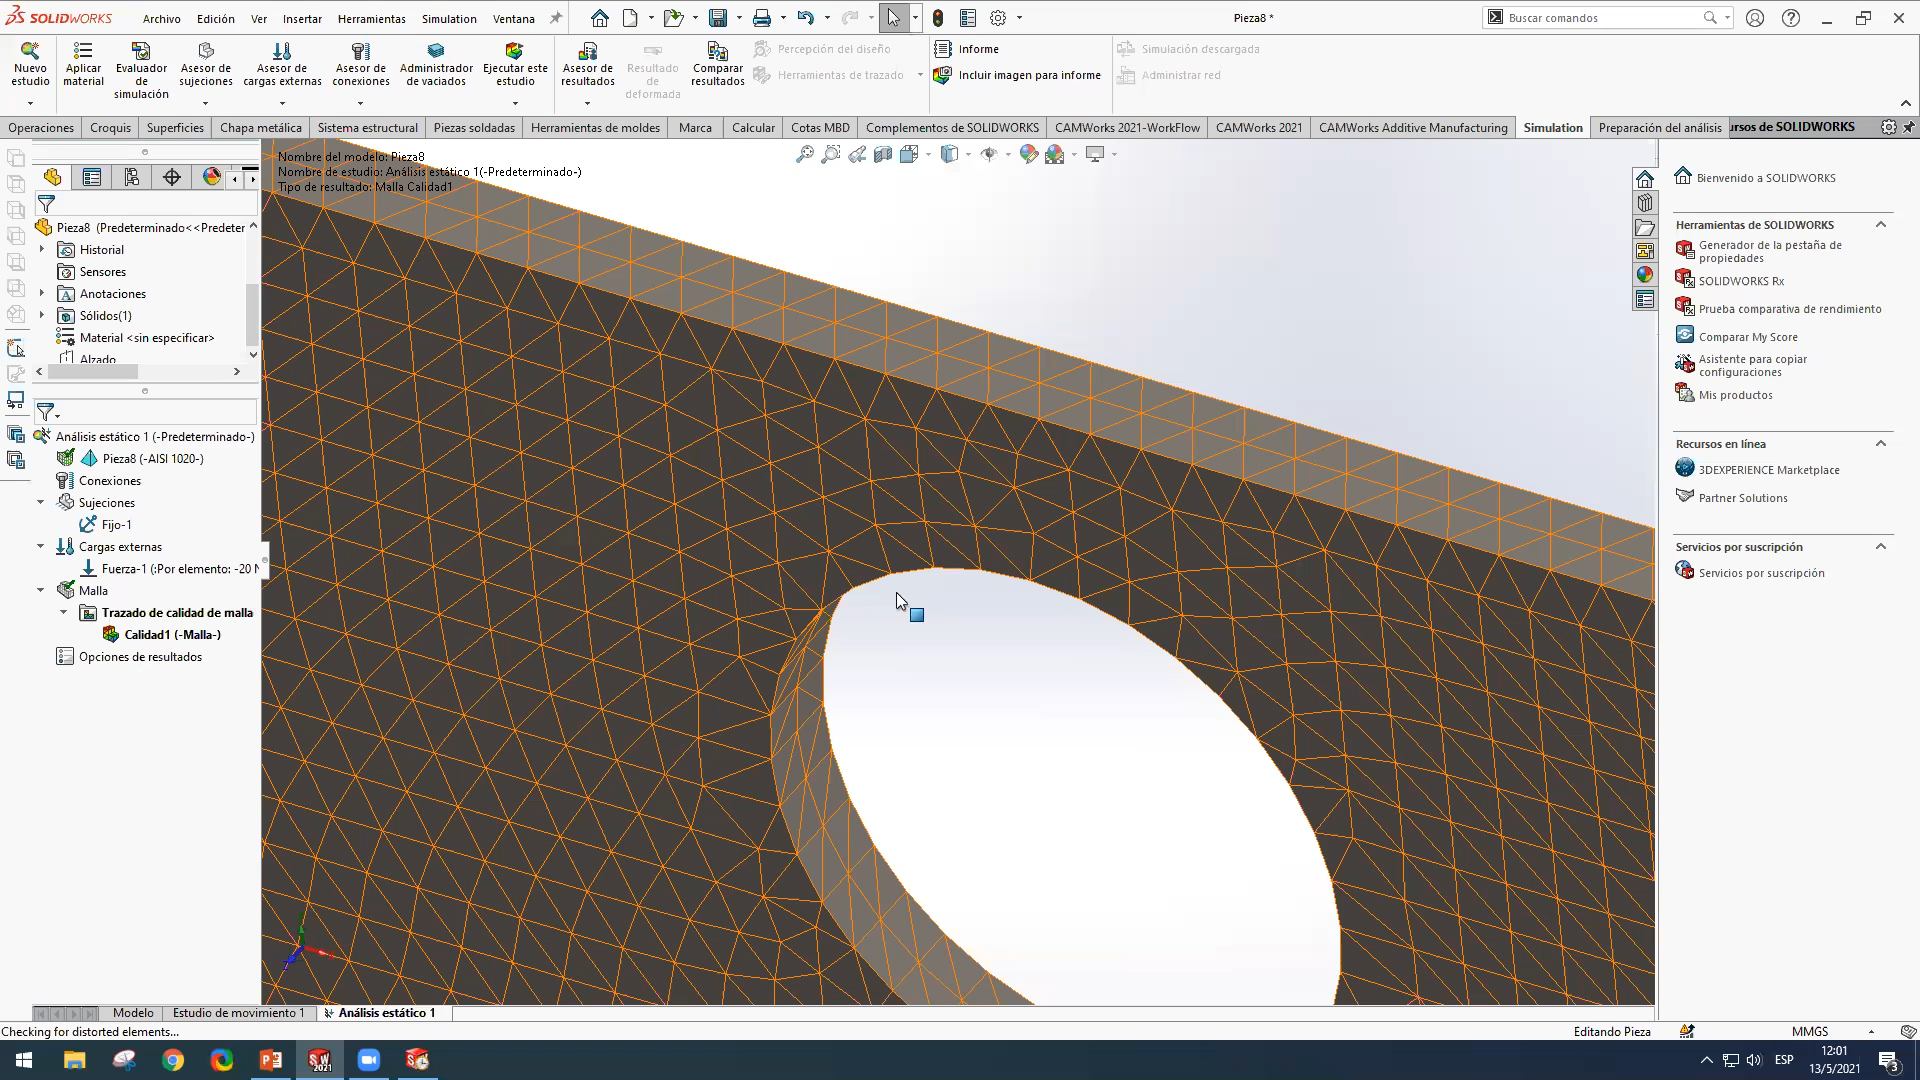 SOLIDWORKS
Archivo
Edición
Ver
Insertar
Herramientas
Simulation
Ventana
Pieza8 *
Buscar comandos
Nuevo estudio
Aplicar material
Evaluador de simulación
Asesor de sujeciones
Asesor de cargas externas
Asesor de conexiones
Administrador de vaciados
Ejecutar este estudio
Asesor de resultados
Resultado de deformada
Comparar resultados
Percepción del diseño
Herramientas de trazado
Informe
Incluir imagen para informe
Simulación descargada
Administrar red
Operaciones
Croquis
Superficies
Chapa metálica
Sistema estructural
Piezas soldadas
Herramientas de moldes
Marca
Calcular
Cotas MBD
Complementos de SOLIDWORKS
CAMWorks 2021-WorkFlow
CAMWorks 2021
CAMWorks Additive Manufacturing
Simulation
Preparación del análisis
ursos de SOLIDWORKS
Nombre del modelo: Pieza8
Nombre de estudio: Análisis estático 1(-Predeterminado-)
Tipo de resultado: Malla Calidad1
Pieza8 (Predeterminado<<Predeter
Historial
Sensores
Anotaciones
Sólidos(1)
Material <sin especificar>
Alzado
Análisis estático 1 (-Predeterminado-)
Pieza8 (-AISI 1020-)
Conexiones
Sujeciones
Fijo-1
Cargas externas
Fuerza-1 (:Por elemento: -20 N
Malla
Trazado de calidad de malla
Calidad1 (-Malla-)
Opciones de resultados
Bienvenido a SOLIDWORKS
Herramientas de SOLIDWORKS
Generador de la pestaña de
propiedades
SOLIDWORKS Rx
Prueba comparativa de rendimiento
Comparar My Score
Asistente para copiar
configuraciones
Mis productos
Recursos en línea
3DEXPERIENCE Marketplace
Partner Solutions
Servicios por suscripción
Servicios por suscripción
Modelo
Estudio de movimiento 1
Análisis estático 1
Checking for distorted elements...
Editando Pieza
MMGS
ESP
12:01
13/5/2021
3